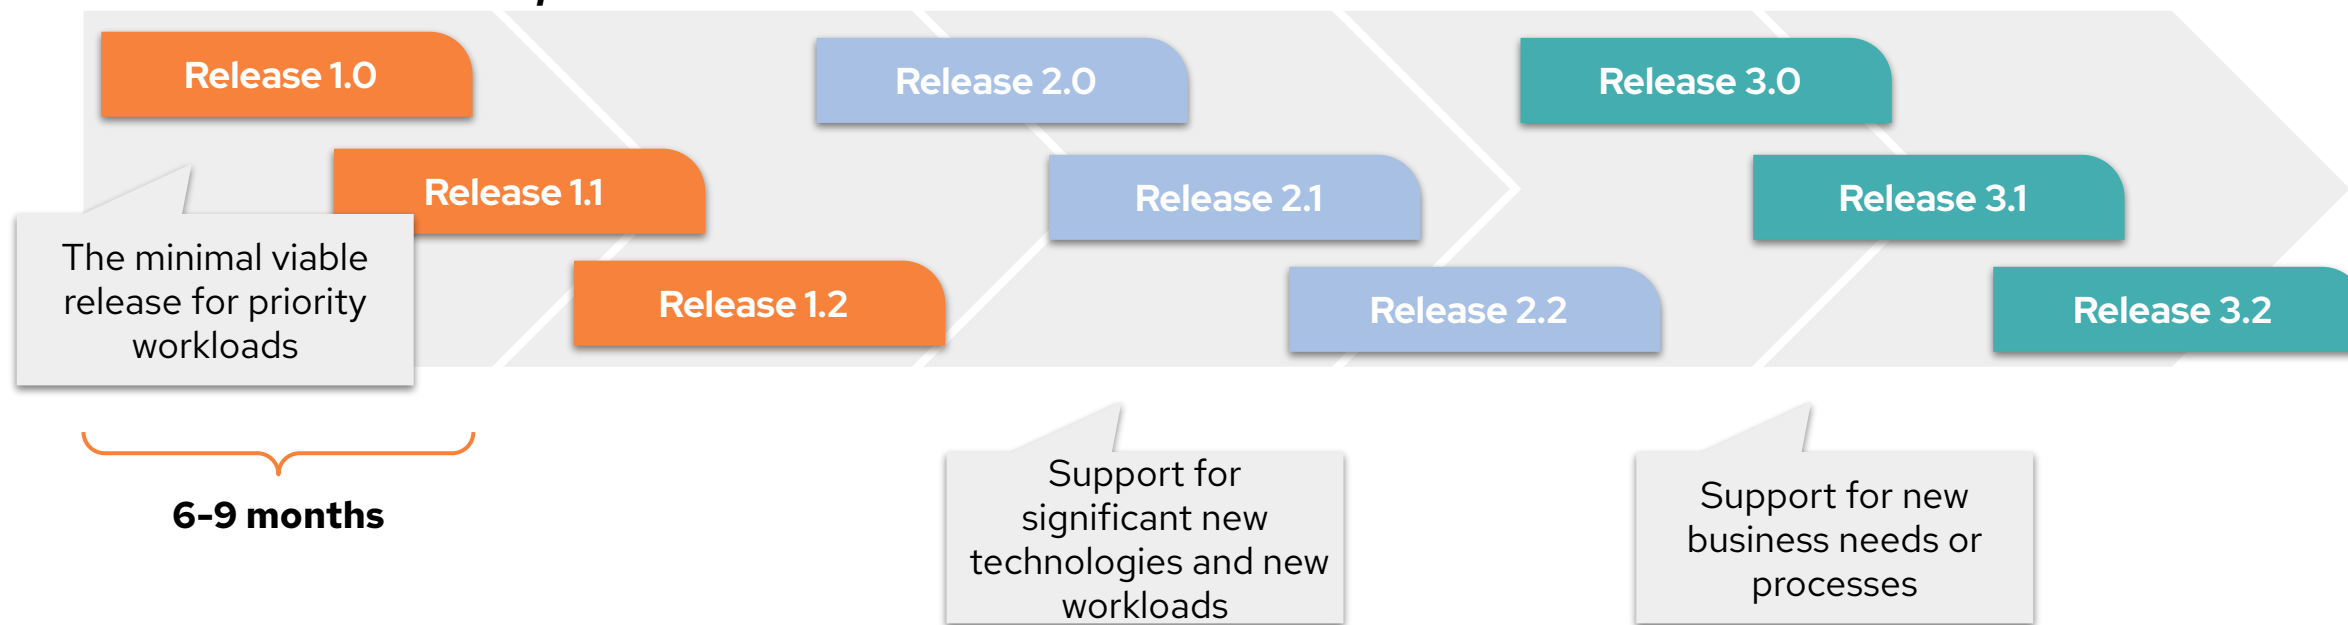 Release 1.0
Release 2.0
Release 3.0
Release 1.1
Release 2.1
Release 3.1
Release 1.2
Release 2.2
Release 3.2
The minimal viable
release for priority
workloads
6-9 months
Support for
significant new
technologies and new
workloads
Support for new
business needs or
processes